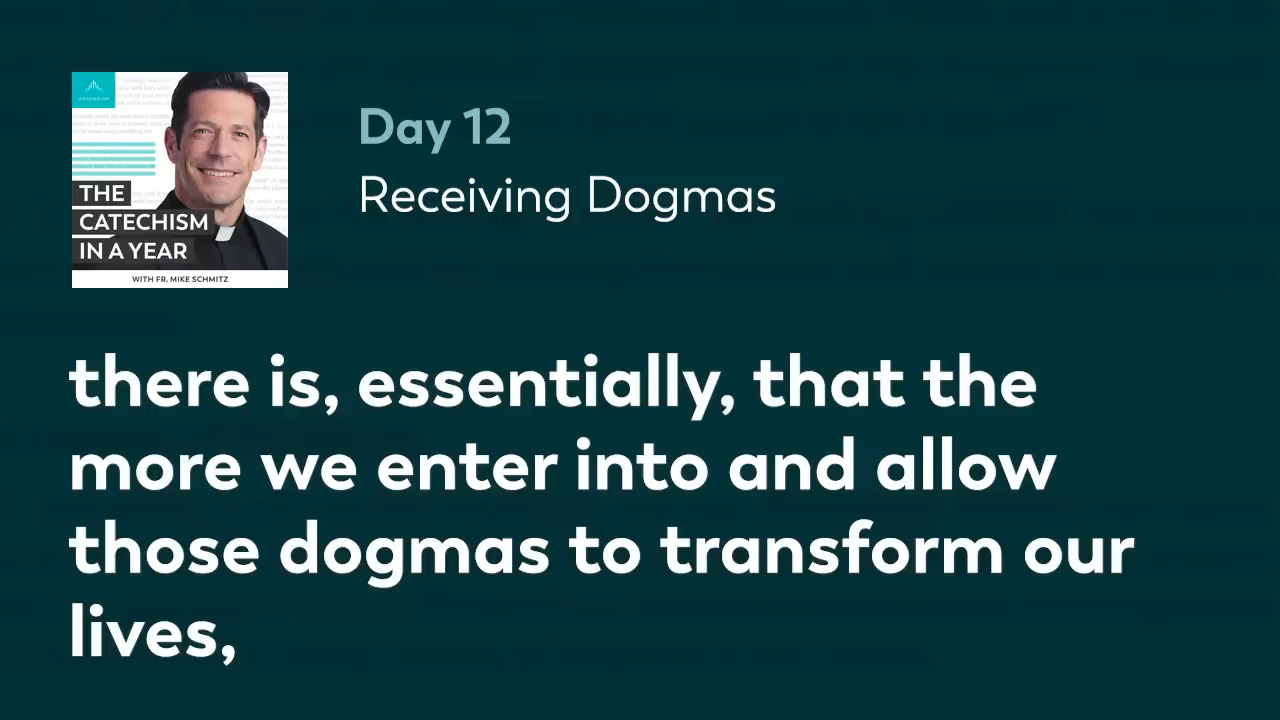 ASCENSION
THE
CATECHISM
IN A YEAR
WITH FR. MIKE SCHMITZ
Day 12
Receiving Dogmas
there is, essentially, that the
more we enter into and allow
those dogmas to transform our
lives,